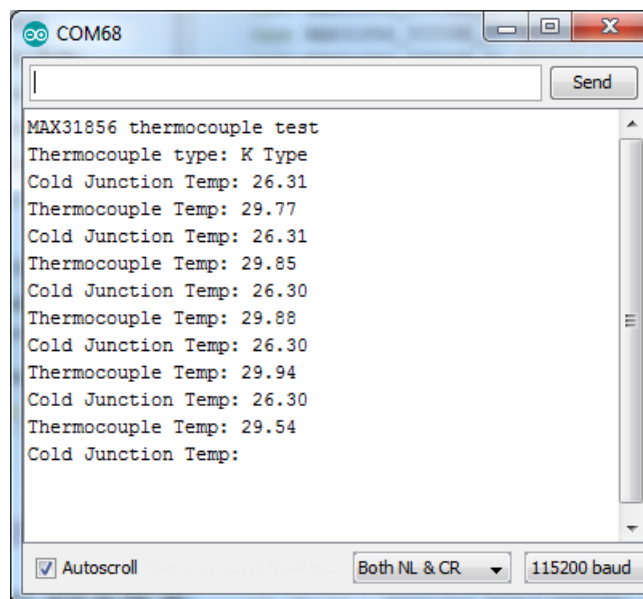 COM68
Send
MAX31856 thermocouple test
Thermocouple type: K Type
Cold Junction Temp: 26.31
Thermocouple Temp: 29.77
Cold Junction Temp: 26.31
Thermocouple Temp: 29.85
Cold Junction Temp: 26.30
Thermocouple Temp: 29.88
Cold Junction Temp: 26.30
Thermocouple Temp: 29.94
Cold Junction Temp: 26.30
Thermocouple Temp: 29.54
Cold Junction Temp:
Autoscroll Both NL & CR 115200 baud